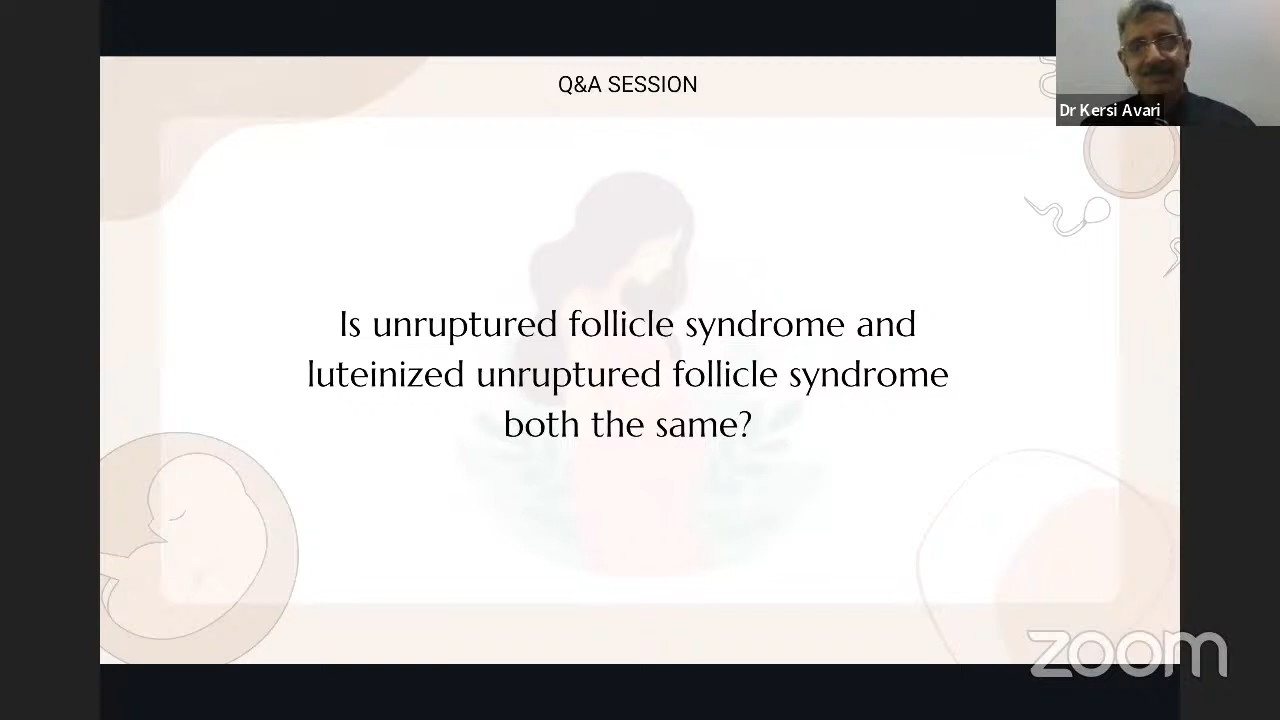 Q&A SESSION
Dr Kersi Avari
Is unruptured follicle syndrome and
luteinized unruptured follicle syndrome
both the same?
zoom